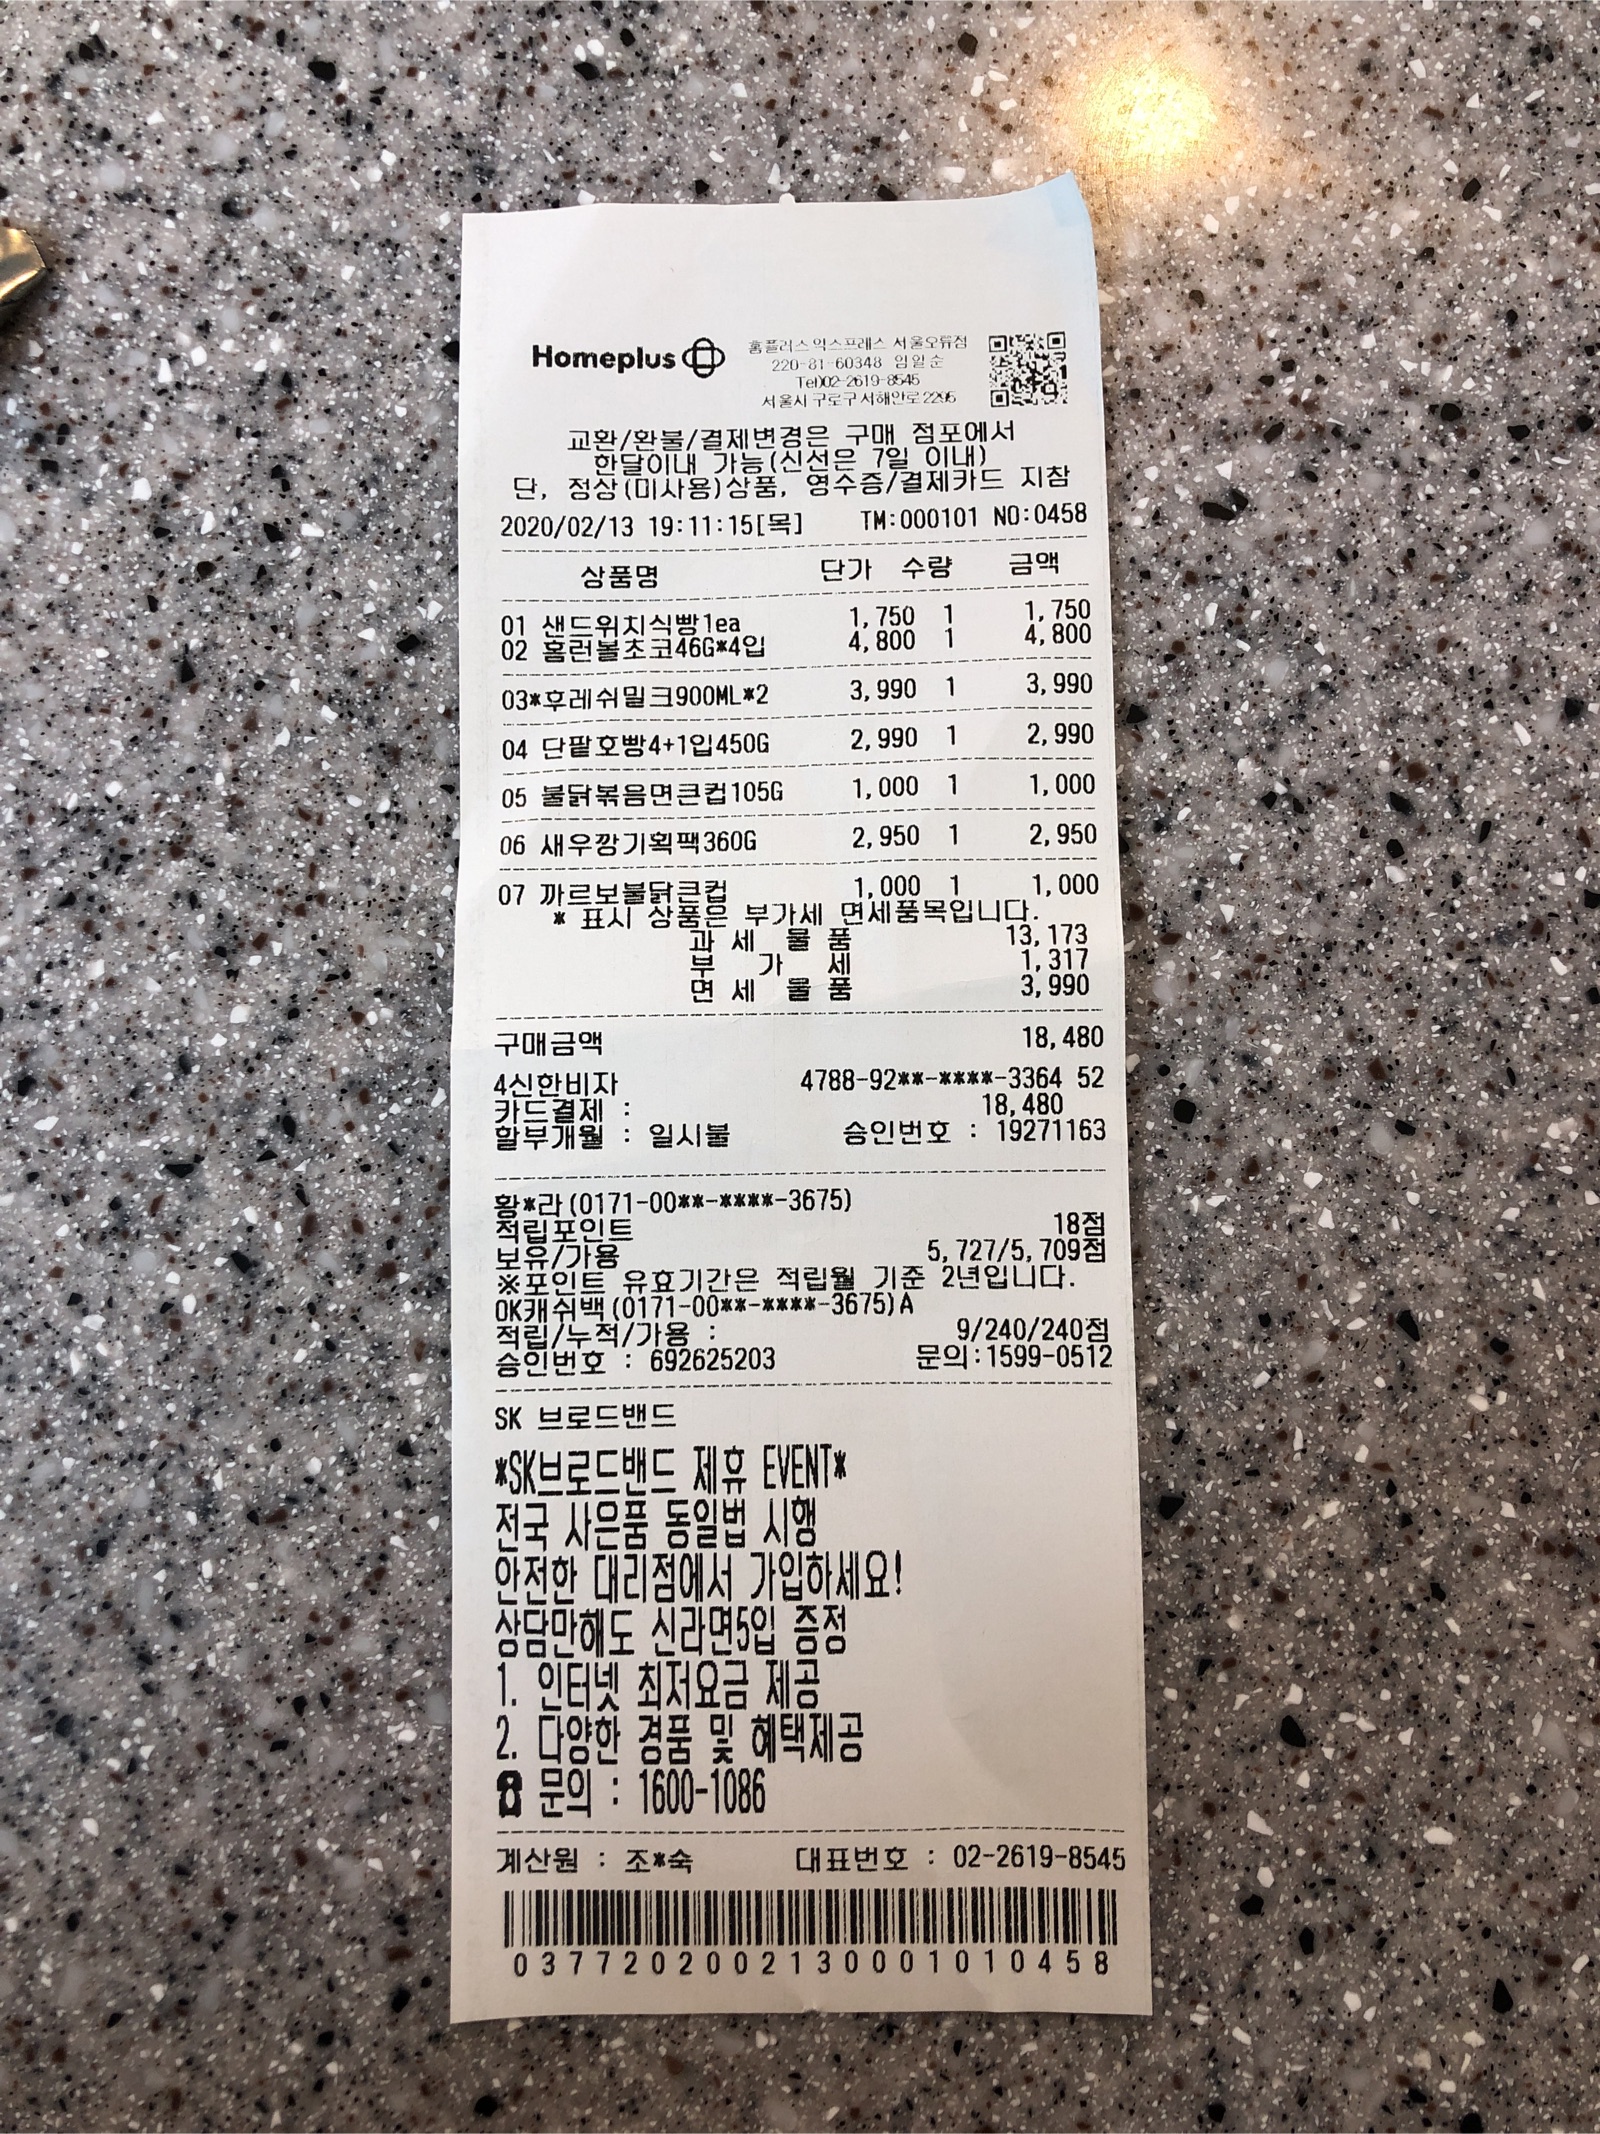 Homeplus
홈플러스익스프레스 서울오류점
220-81-60348 임일순
Tel)02-2619-8545
서울시 구로구 서해안로 2295
교환/환불/결제변경은 구매 점포에서
한달이내 가능(신선은 7일 이내)
단, 정상(미사용)상품, 영수증/결제카드 지참
2020/02/13 19:11:15[목] TM:000101 NO:0458
상품명 단가 수량 금액
01 샌드위치식빵1ea 1,750 1 1,750
02 홈런볼초코46G*4입 4,800 1 4,800
03*후레쉬밀크900ML*2 3,990 1 3,990
04 단팥호빵4+1입450G 2,990 1 2,990
05 불닭볶음면큰컵105G 1,000 1 1,000
06 새우깡기획팩360G 2,950 1 2,950
07 까르보불닭큰컵 1,000 1 1,000
* 표시 상품은 부가세 면세품목입니다.
과 세 물 품 13,173
부 가 세 1,317
면 세 물 품 3,990
구매금액 18,480
4신한비자 4788-92**-****-3364 52
카드결제 : 18,480
할부개월 : 일시불 승인번호 : 19271163
황*라(0171-00**-****-3675)
적립포인트 18점
보유/가용 5,727/5,709점
※포인트 유효기간은 적립월 기준 2년입니다.
OK캐쉬백(0171-00**-****-3675)A
적립/누적/가용 : 9/240/240점
승인번호 : 692625203 문의:1599-0512
SK 브로드밴드
*SK브로드밴드 제휴 EVENT*
전국 사은품 동일법 시행
안전한 대리점에서 가입하세요!
상담만해도 신라면5입 증정
1. 인터넷 최저요금 제공
2. 다양한 경품 및 혜택제공
☎ 문의 : 1600-1086
계산원 : 조*숙 대표번호 : 02-2619-8545
0377202002130001010458